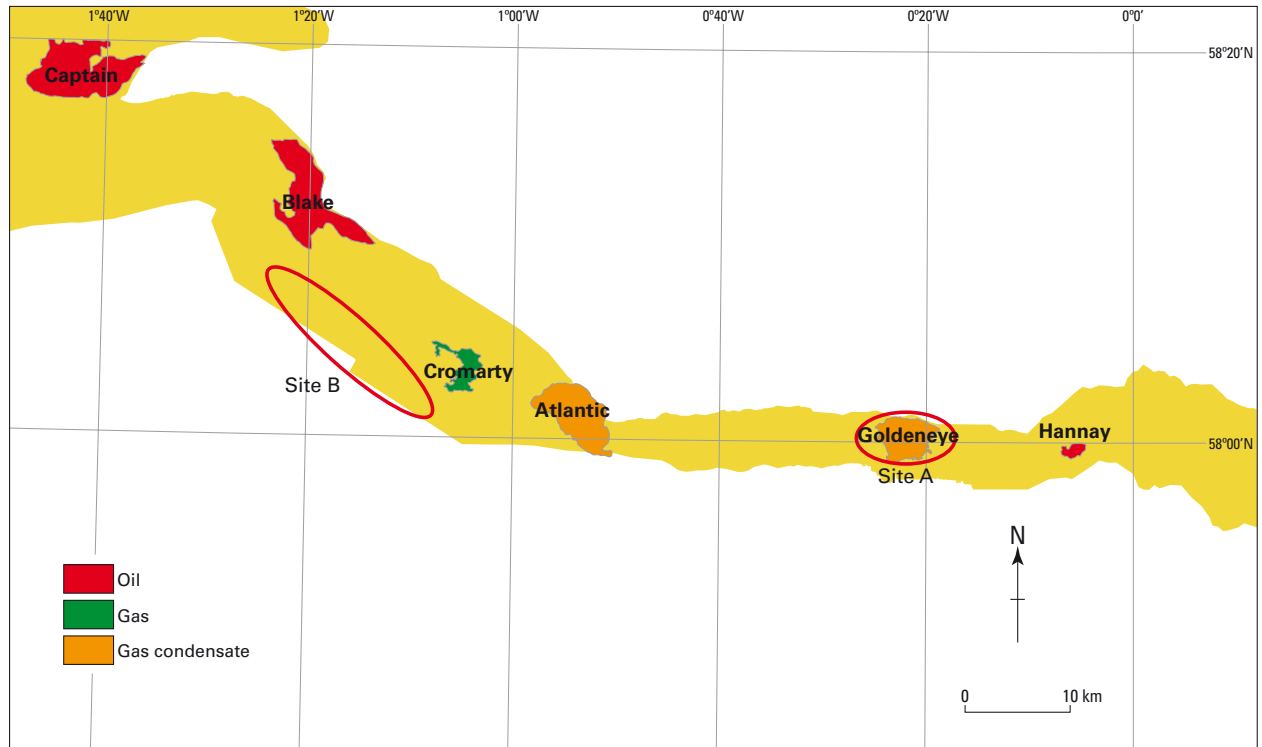 1°40'W 1°20'W 1°00'W 0°40'W 0°20'W 0°0'
58°20'N
Captain
Blake
Cromarty
Site B
Atlantic
Goldeneye
Hannay
58°00'N
Site A
N
Oil
Gas
Gas condensate
0 10 km